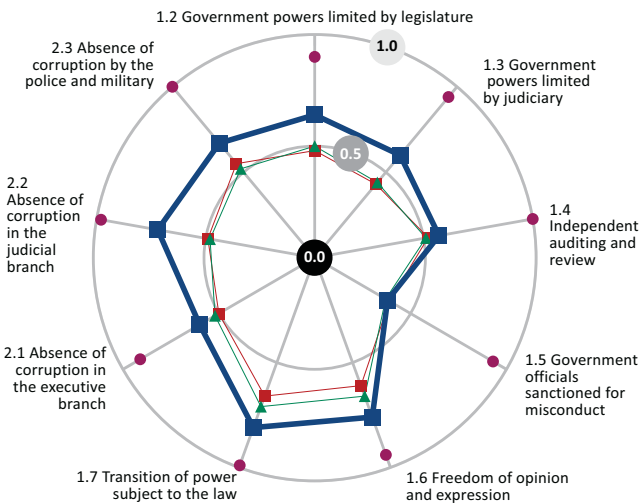 1.2 Government powers limited by legislature
1.0
1.3 Government
powers limited
by judiciary
0.5
1.4
Independent
auditing and
review
0.0
1.5 Government
officials
sanctioned for
misconduct
1.6 Freedom of opinion
and expression
1.7 Transition of power
subject to the law
2.1 Absence of
corruption in
the executive
branch
2.2
Absence of
corruption
in the
judicial
branch
2.3 Absence of
corruption by the
police and military